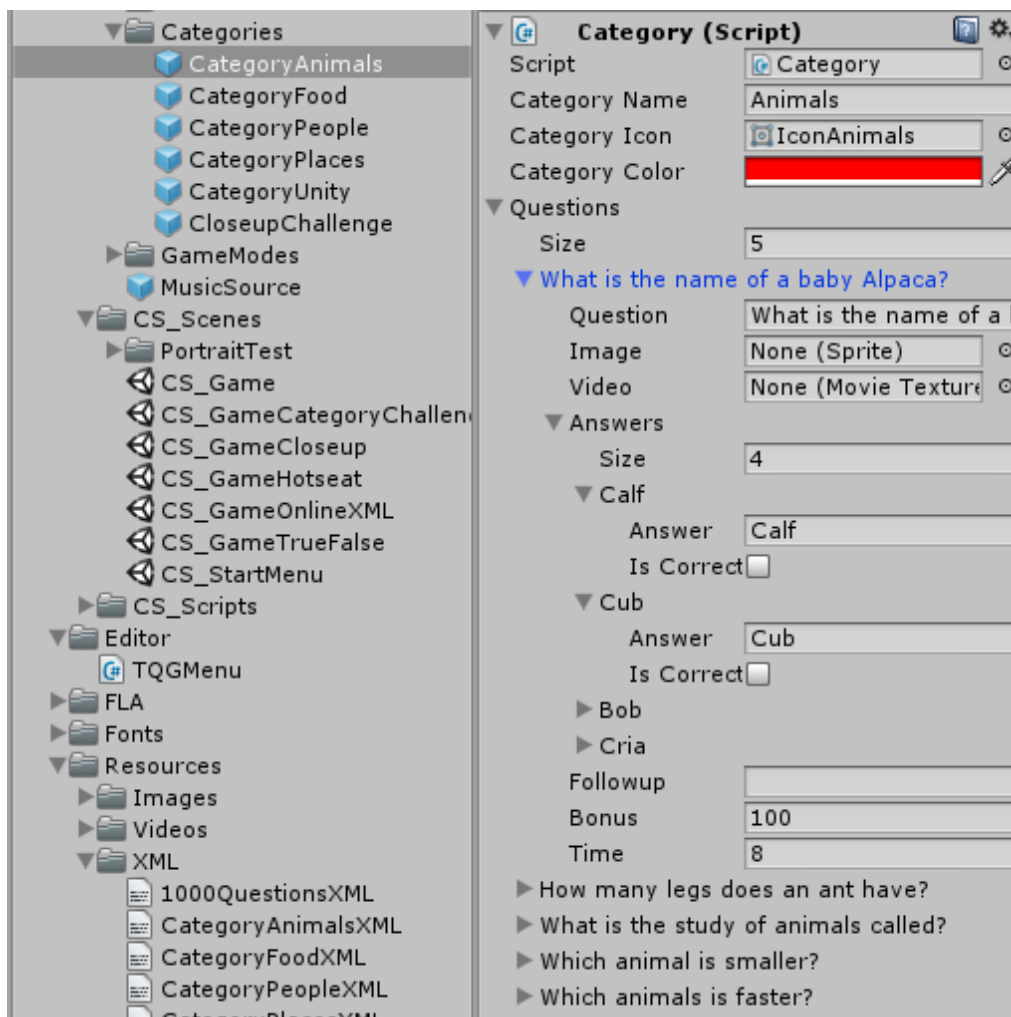 Categories
CategoryAnimals
CategoryFood
CategoryPeople
CategoryPlaces
CategoryUnity
CloseupChallenge
GameModes
MusicSource
CS_Scenes
PortraitTest
CS_Game
CS_GameCategoryChallen
CS_GameCloseup
CS_GameHotseat
CS_GameOnlineXML
CS_GameTrueFalse
CS_StartMenu
CS_Scripts
Editor
TQGMenu
FLA
Fonts
Resources
Images
Videos
XML
1000QuestionsXML
CategoryAnimalsXML
CategoryFoodXML
CategoryPeopleXML
Category (Script)
Script Category
Category Name Animals
Category Icon IconAnimals
Category Color
Questions
Size 5
What is the name of a baby Alpaca?
Question What is the name of a
Image None (Sprite)
Video None (Movie Texture
Answers
Size 4
Calf
Answer Calf
Is Correct
Cub
Answer Cub
Is Correct
Bob
Cria
Followup
Bonus 100
Time 8
How many legs does an ant have?
What is the study of animals called?
Which animal is smaller?
Which animals is faster?